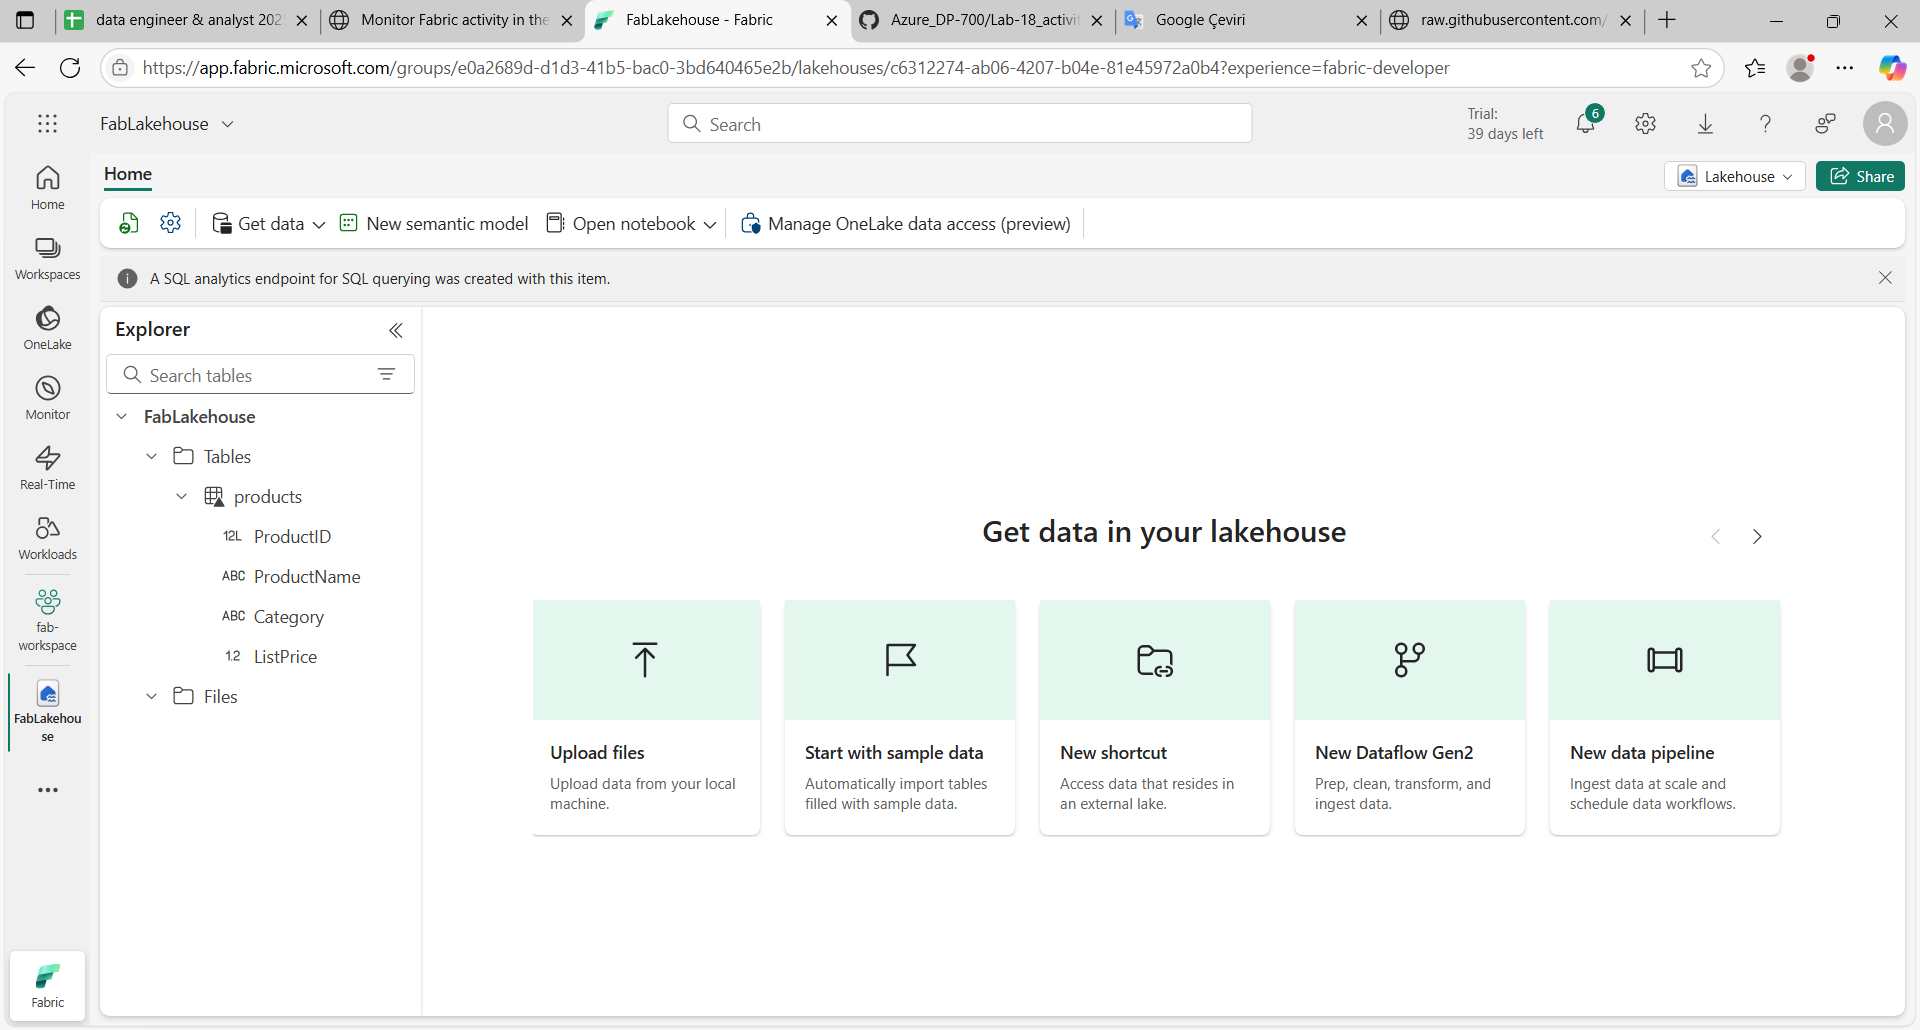 data engineer & analyst 202
Monitor Fabric activity in the
FabLakehouse - Fabric
Azure_DP-700/Lab-18_activit
Google Çeviri
raw.githubusercontent.com/
https://app.fabric.microsoft.com/groups/e0a2689d-d1d3-41b5-bac0-3bd640465e2b/lakehouses/c6312274-ab06-4207-b04e-81e45972a0b4?experience=fabric-developer
FabLakehouse
Search
Trial:
39 days left
6
Home
Lakehouse
Share
Get data
New semantic model
Open notebook
Manage OneLake data access (preview)
A SQL analytics endpoint for SQL querying was created with this item.
Home
Workspaces
OneLake
Monitor
Real-Time
Workloads
fab-
workspace
FabLakehou
se
Fabric
Explorer
Search tables
FabLakehouse
Tables
products
12L ProductID
ABC ProductName
ABC Category
1.2 ListPrice
Files
Get data in your lakehouse
Upload files
Upload data from your local
machine.
Start with sample data
Automatically import tables
filled with sample data.
New shortcut
Access data that resides in
an external lake.
New Dataflow Gen2
Prep, clean, transform, and
ingest data.
New data pipeline
Ingest data at scale and
schedule data workflows.